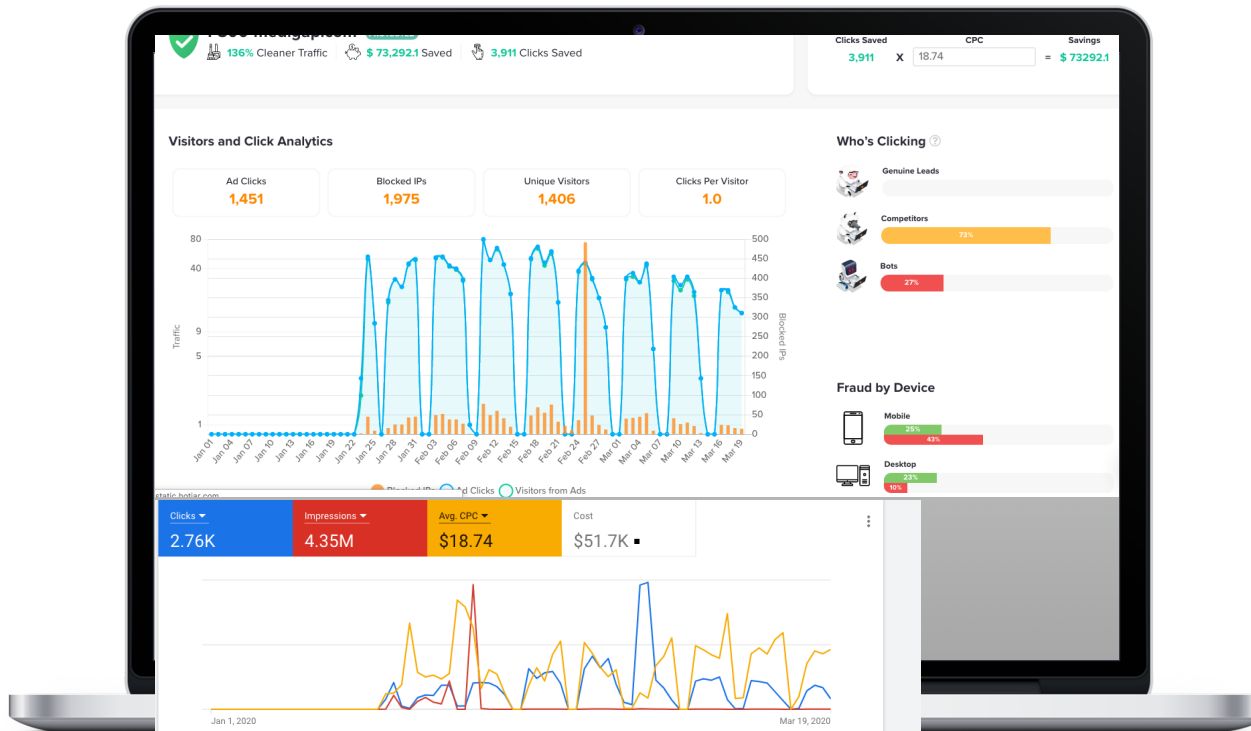 136% Cleaner Traffic $ 73,292.1 Saved 3,911 Clicks Saved
Clicks Saved CPC Savings
3,911 X 18.74 = $ 73292.1
Visitors and Click Analytics
Ad Clicks Blocked IPs Unique Visitors Clicks Per Visitor
1,451 1,975 1,406 1.0
80
40
9
5
1
Traffic
500
450
400
350
300
250
200
150
100
50
0
Blocked IPs
Jan 01 Jan 04 Jan 07 Jan 10 Jan 13 Jan 16 Jan 19 Jan 22 Jan 25 Jan 28 Jan 31 Feb 03 Feb 06 Feb 09 Feb 12 Feb 15 Feb 18 Feb 21 Feb 24 Feb 27 Mar 01 Mar 04 Mar 07 Mar 10 Mar 13 Mar 16 Mar 19
Blocked IPs Ad Clicks Visitors from Ads
static.hotjar.com
Who's Clicking ?
Genuine Leads
Competitors
73%
Bots
27%
Fraud by Device
Mobile
25%
43%
Desktop
23%
10%
Clicks Impressions Avg. CPC Cost
2.76K 4.35M $18.74 $51.7K
Jan 1, 2020 Mar 19, 2020